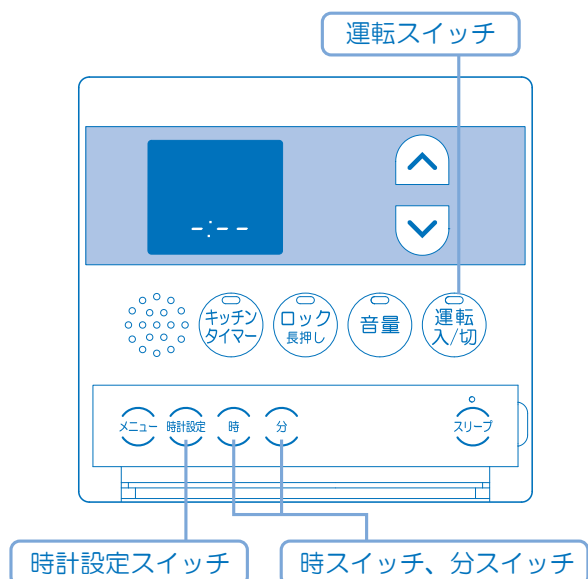 運転スイッチ
-:--
キッチン
タイマー
ロック
長押し
音量
運転
入/切
メニュー
時計設定
時
分
スリープ
時計設定スイッチ
時スイッチ、分スイッチ